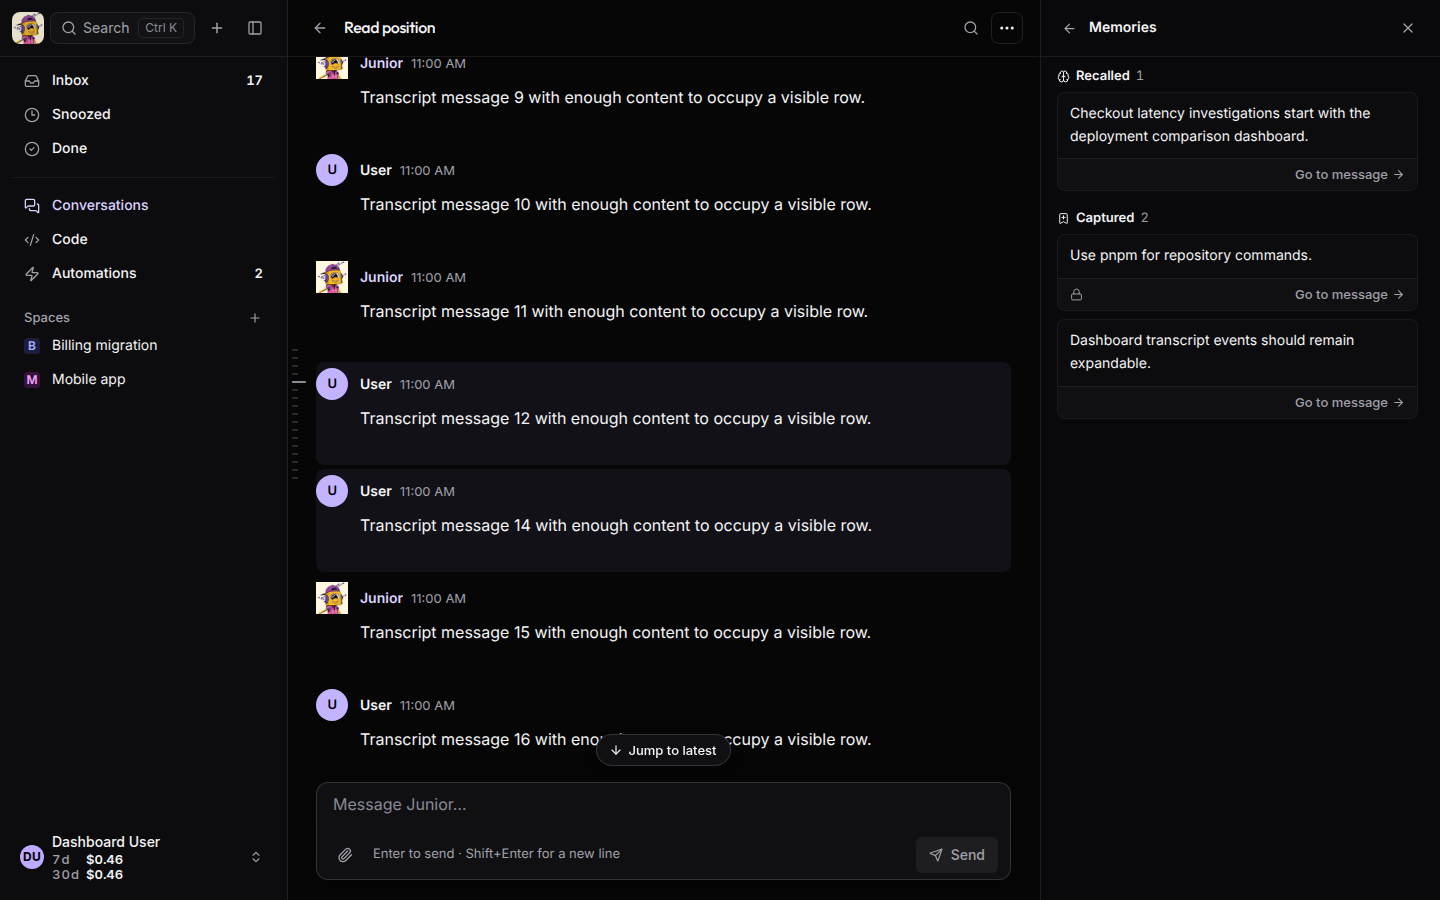 Search Ctrl K
Inbox 17
Snoozed
Done
Conversations
Code
Automations 2
Spaces
B Billing migration
M Mobile app
DU Dashboard User
7d $0.46
30d $0.46
Read position
Junior 11:00 AM
Transcript message 9 with enough content to occupy a visible row.
U User 11:00 AM
Transcript message 10 with enough content to occupy a visible row.
Junior 11:00 AM
Transcript message 11 with enough content to occupy a visible row.
U User 11:00 AM
Transcript message 12 with enough content to occupy a visible row.
U User 11:00 AM
Transcript message 14 with enough content to occupy a visible row.
Junior 11:00 AM
Transcript message 15 with enough content to occupy a visible row.
U User 11:00 AM
Transcript message 16 with occupy a visible row.
Jump to latest
Message Junior...
Enter to send · Shift+Enter for a new line
Send
Memories
Recalled 1
Checkout latency investigations start with the
deployment comparison dashboard.
Go to message
Captured 2
Use pnpm for repository commands.
Go to message
Dashboard transcript events should remain
expandable.
Go to message